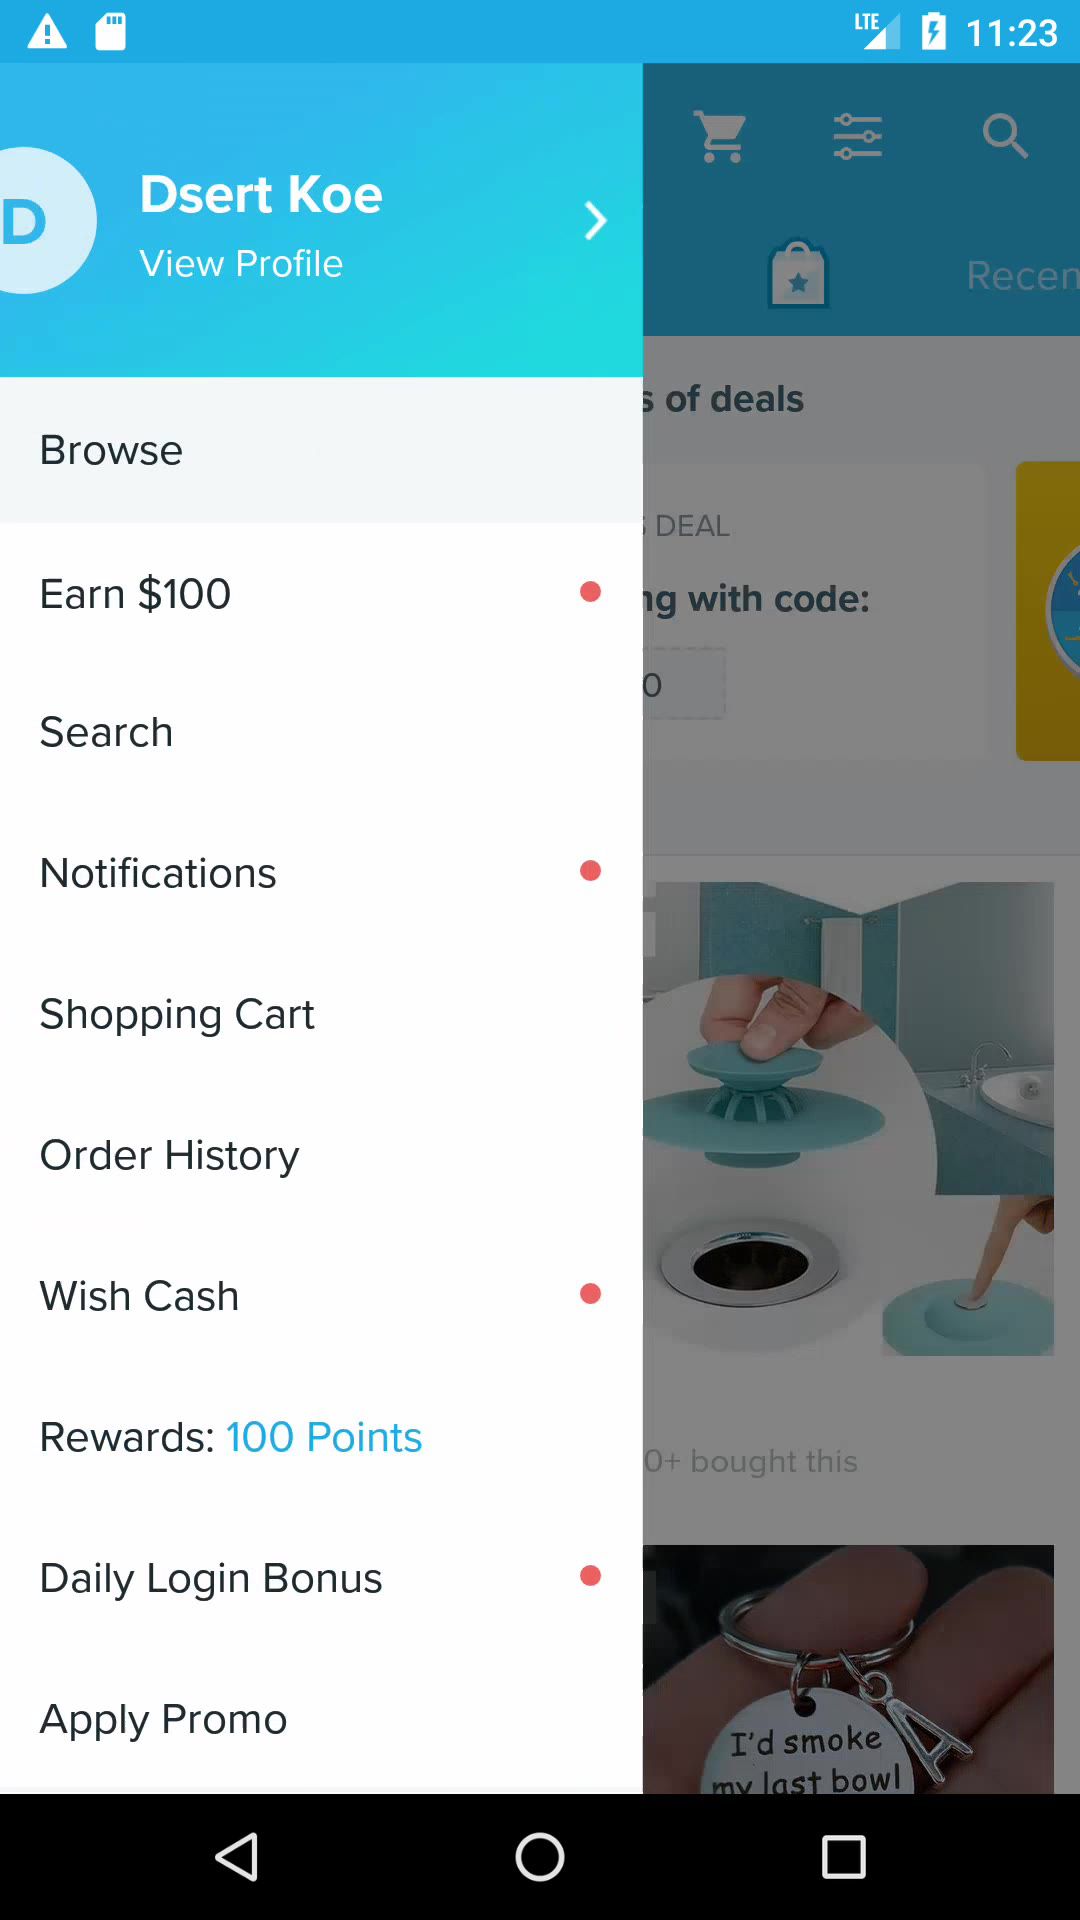 LTE 11:23
D
Dsert Koe
View Profile
Recen
s of deals
Browse
DEAL
Earn $100
ng with code:
0
Search
Notifications
Shopping Cart
Order History
Wish Cash
Rewards: 100 Points
0+ bought this
Daily Login Bonus
Apply Promo
I'd smoke
my last bowl
A